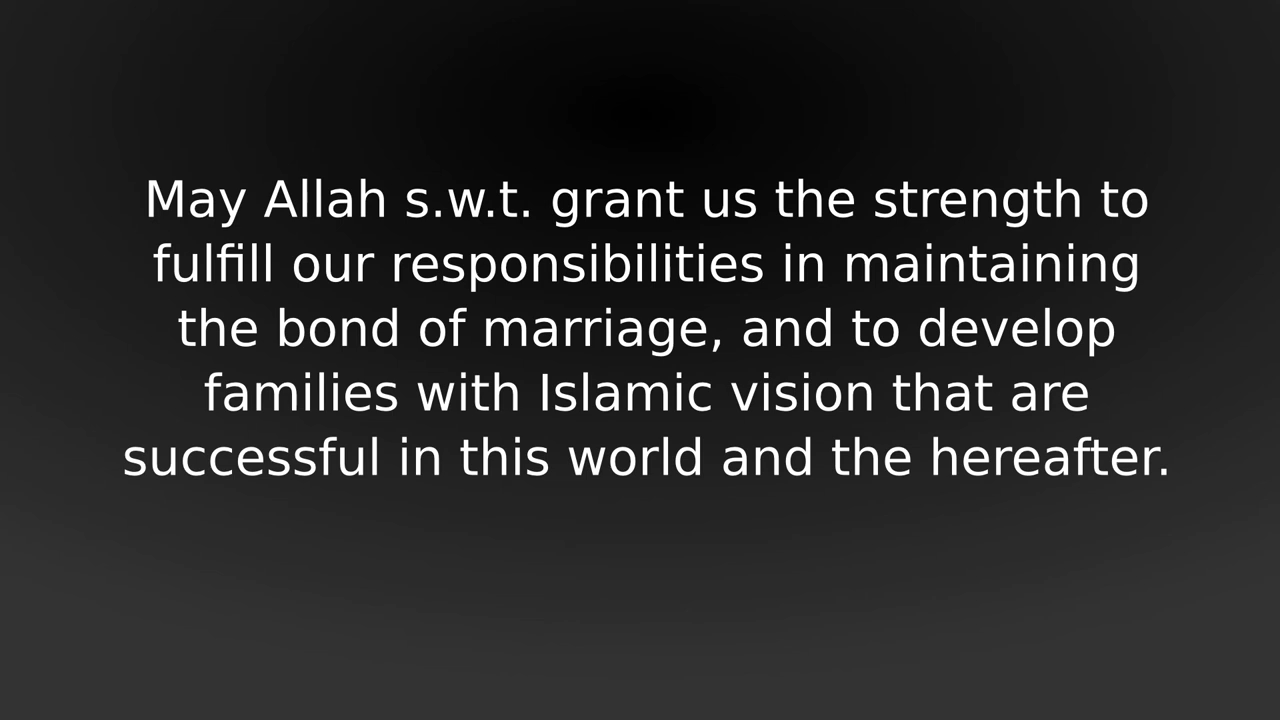 May Allah s.w.t. grant us the strength to
fulfill our responsibilities in maintaining
the bond of marriage, and to develop
families with Islamic vision that are
successful in this world and the hereafter.